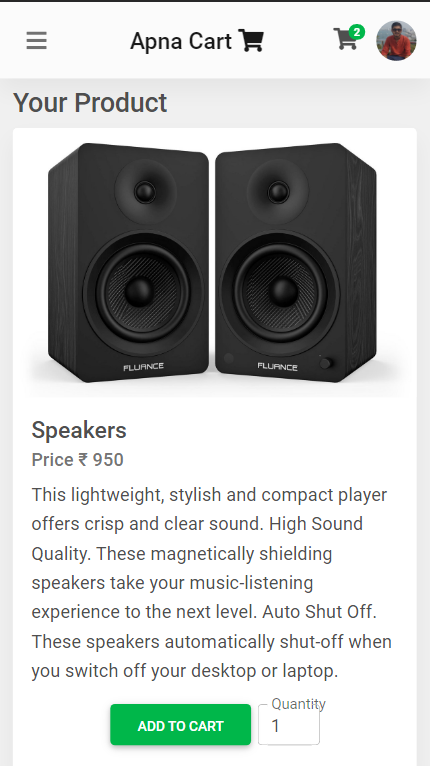 Apna Cart
2
Your Product
FLUANCE
FLUANCE
Speakers
Price ₹ 950
This lightweight, stylish and compact player
offers crisp and clear sound. High Sound
Quality. These magnetically shielding
speakers take your music-listening
experience to the next level. Auto Shut Off.
These speakers automatically shut-off when
you switch off your desktop or laptop.
ADD TO CART
Quantity
1